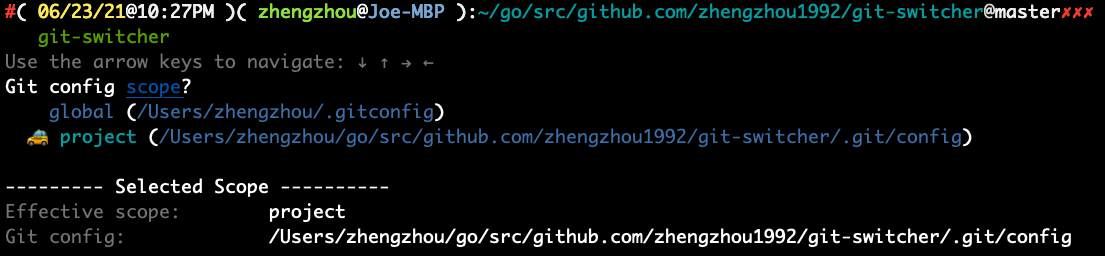 #( 06/23/21@10:27PM )( zhengzhou@Joe-MBP ):~/go/src/github.com/zhengzhou1992/git-switcher@master✗✗✗
git-switcher
Use the arrow keys to navigate: ↓ ↑ → ←
Git config scope?
global (/Users/zhengzhou/.gitconfig)
🚕 project (/Users/zhengzhou/go/src/github.com/zhengzhou1992/git-switcher/.git/config)
--------- Selected Scope ----------
Effective scope: project
Git config: /Users/zhengzhou/go/src/github.com/zhengzhou1992/git-switcher/.git/config